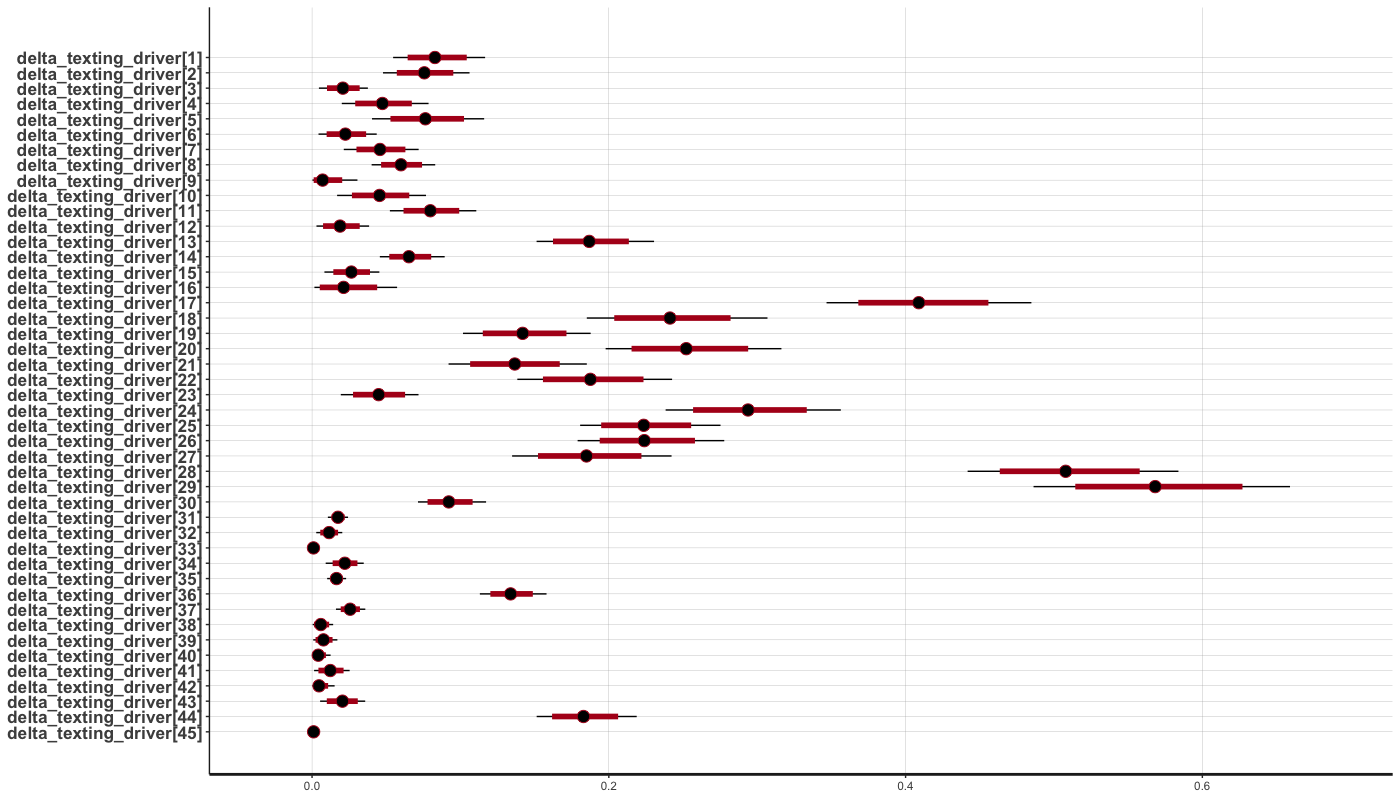 delta_texting_driver[1]
delta_texting_driver[2]
delta_texting_driver[3]
delta_texting_driver[4]
delta_texting_driver[5]
delta_texting_driver[6]
delta_texting_driver[7]
delta_texting_driver[8]
delta_texting_driver[9]
delta_texting_driver[10]
delta_texting_driver[11]
delta_texting_driver[12]
delta_texting_driver[13]
delta_texting_driver[14]
delta_texting_driver[15]
delta_texting_driver[16]
delta_texting_driver[17]
delta_texting_driver[18]
delta_texting_driver[19]
delta_texting_driver[20]
delta_texting_driver[21]
delta_texting_driver[22]
delta_texting_driver[23]
delta_texting_driver[24]
delta_texting_driver[25]
delta_texting_driver[26]
delta_texting_driver[27]
delta_texting_driver[28]
delta_texting_driver[29]
delta_texting_driver[30]
delta_texting_driver[31]
delta_texting_driver[32]
delta_texting_driver[33]
delta_texting_driver[34]
delta_texting_driver[35]
delta_texting_driver[36]
delta_texting_driver[37]
delta_texting_driver[38]
delta_texting_driver[39]
delta_texting_driver[40]
delta_texting_driver[41]
delta_texting_driver[42]
delta_texting_driver[43]
delta_texting_driver[44]
delta_texting_driver[45]
0.0 0.2 0.4 0.6